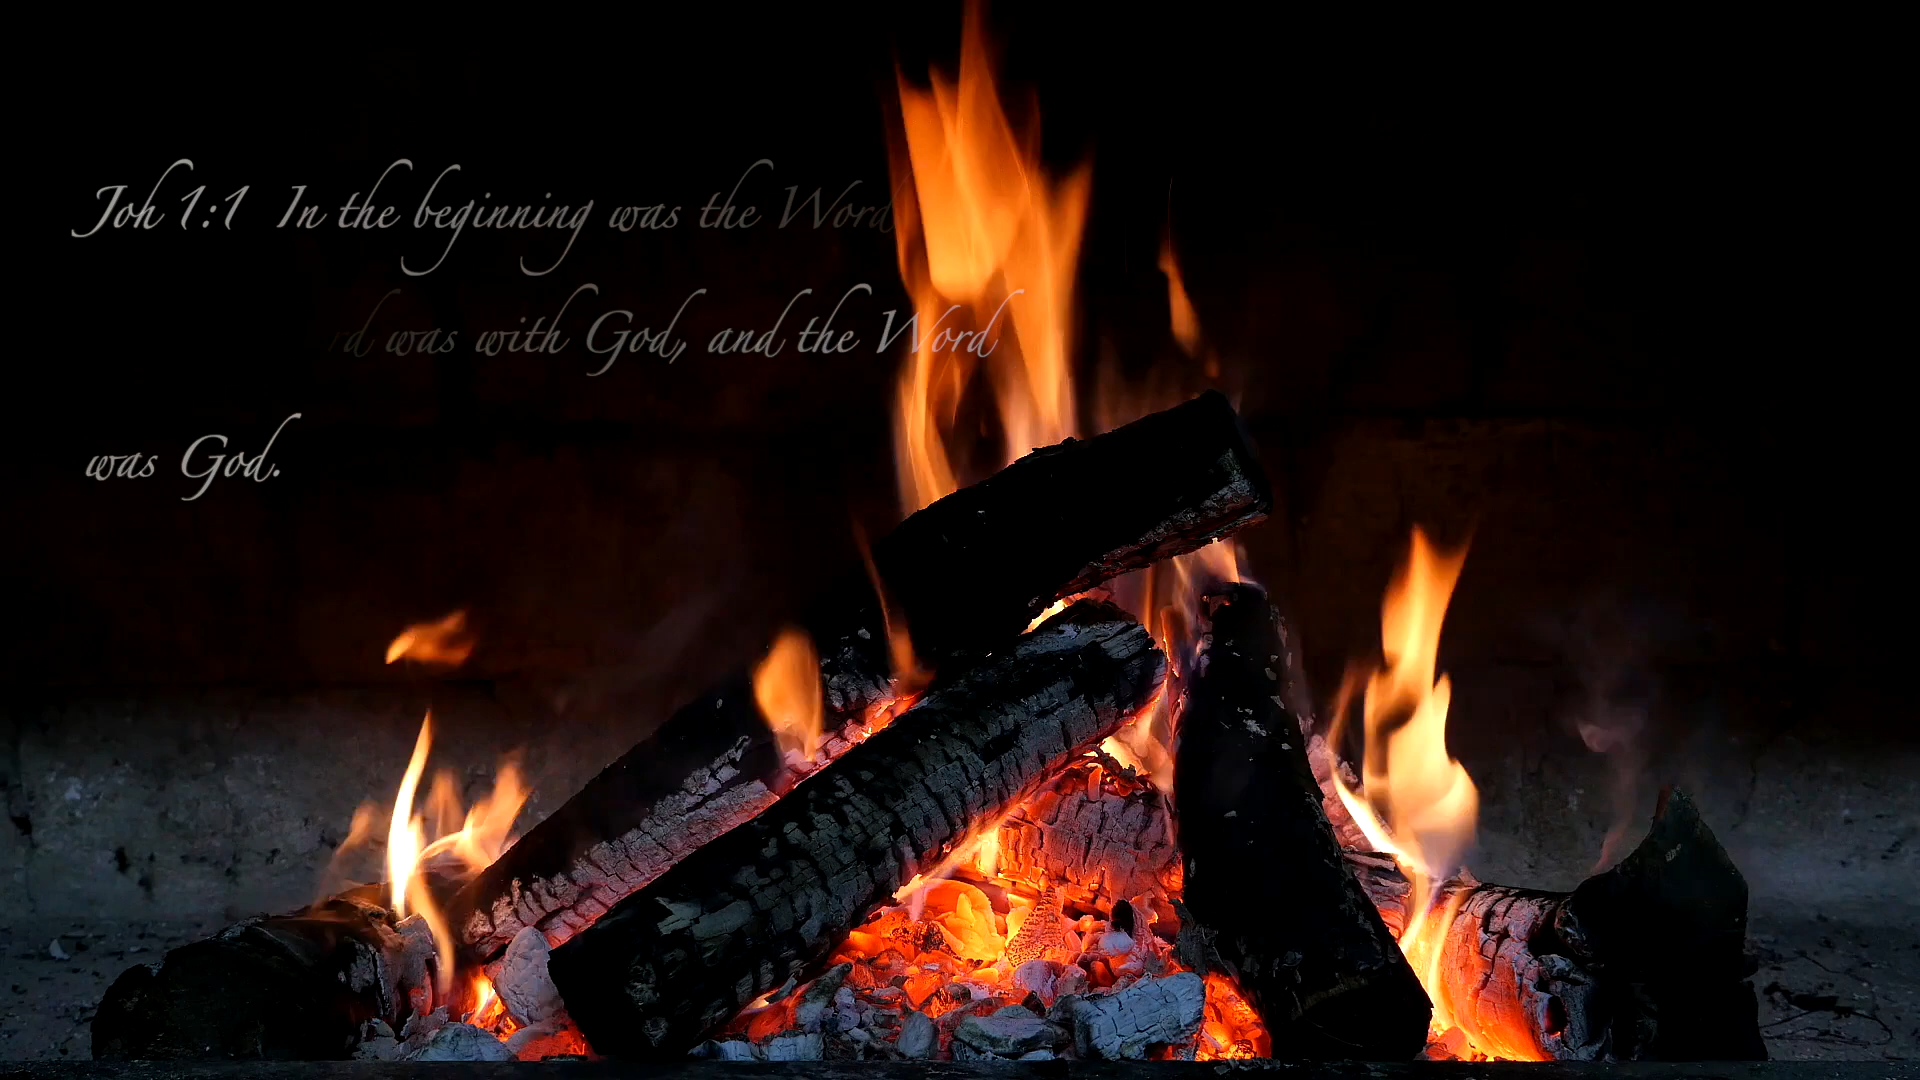 Joh 1:1 In the beginning was the Word
was with God, and the Word
was God.